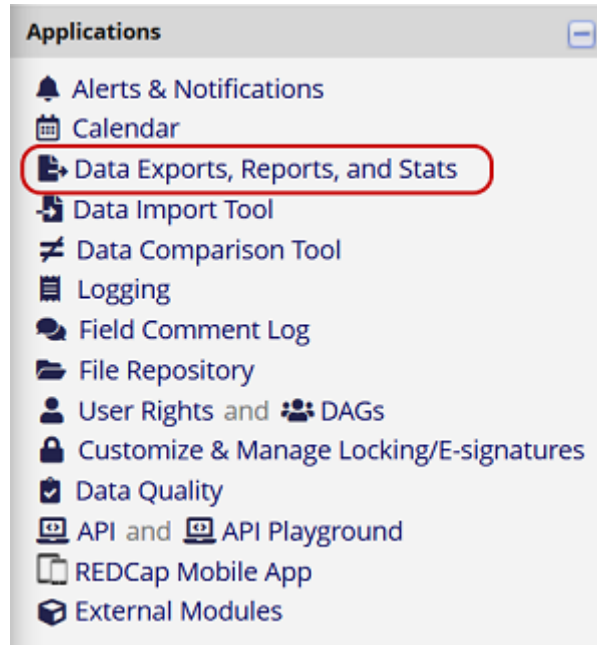 Applications
Alerts & Notifications
Calendar
Data Exports, Reports, and Stats
Data Import Tool
Data Comparison Tool
Logging
Field Comment Log
File Repository
User Rights and DAGs
Customize & Manage Locking/E-signatures
Data Quality
API and API Playground
REDCap Mobile App
External Modules